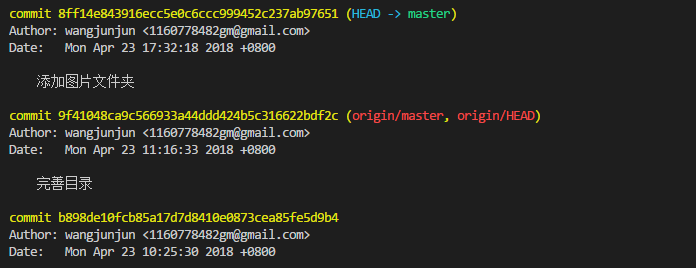 commit 8ff14e843916ecc5e0c6ccc999452c237ab97651 (HEAD -> master)
Author: wangjunjun <1160778482gm@gmail.com>
Date:   Mon Apr 23 17:32:18 2018 +0800
添加图片文件夹
commit 9f41048ca9c566933a44ddd424b5c316622bdf2c (origin/master, origin/HEAD)
Author: wangjunjun <1160778482gm@gmail.com>
Date:   Mon Apr 23 11:16:33 2018 +0800
完善目录
commit b898de10fcb85a17d7d8410e0873cea85fe5d9b4
Author: wangjunjun <1160778482gm@gmail.com>
Date:   Mon Apr 23 10:25:30 2018 +0800